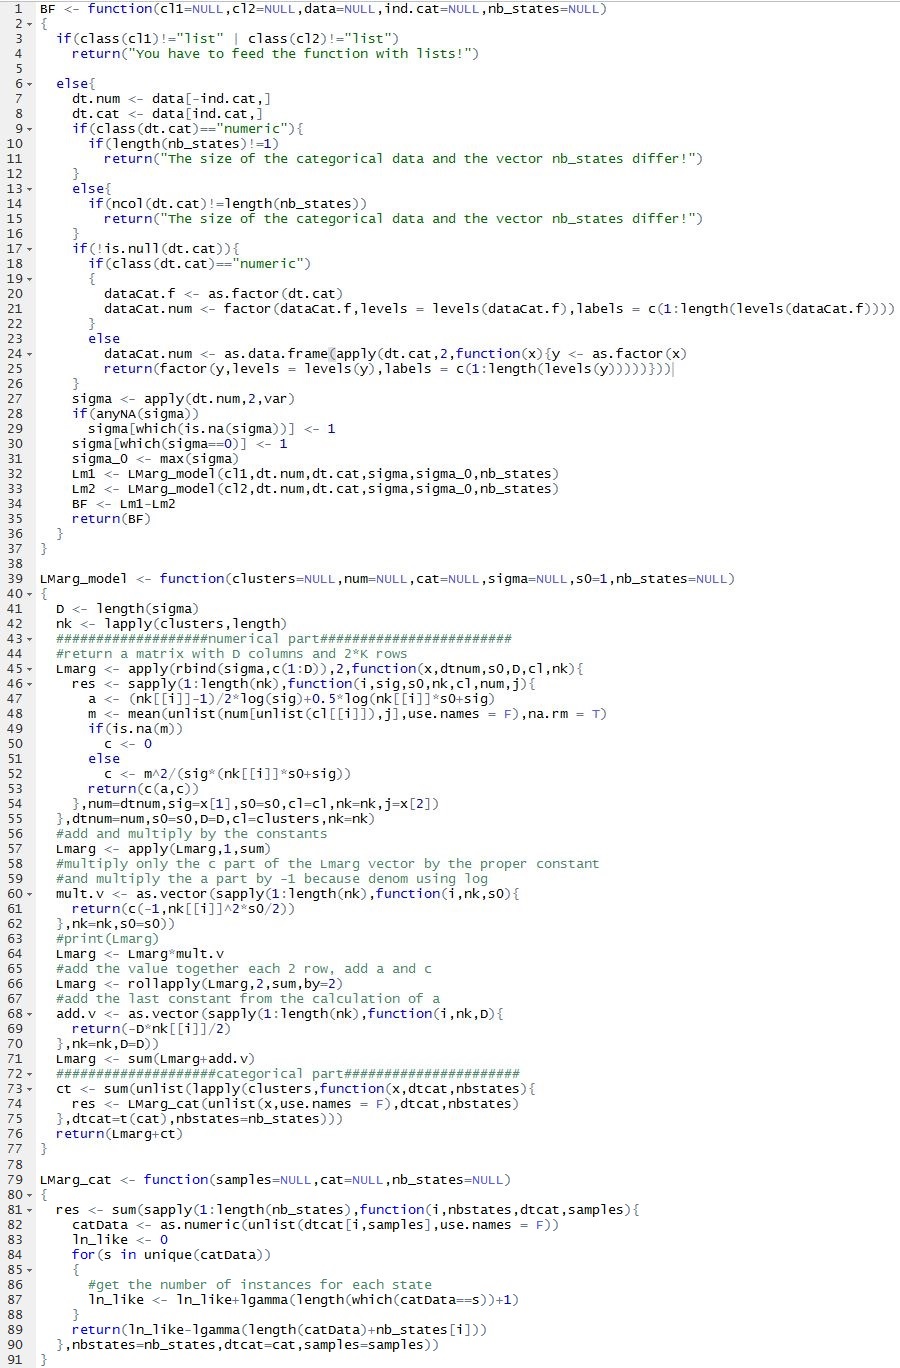 1 BF <- function(cl1=NULL,cl2=NULL,data=NULL,ind.cat=NULL,nb_states=NULL)
2 {
3   if(class(cl1)!="list" | class(cl2)!="list")
4     return("You have to feed the function with lists!")
5
6   else{
7     dt.num <- data[-ind.cat,]
8     dt.cat <- data[ind.cat,]
9     if(class(dt.cat)=="numeric"){
10       if(length(nb_states)!=1)
11         return("The size of the categorical data and the vector nb_states differ!")
12     }
13     else{
14       if(ncol(dt.cat)!=length(nb_states))
15         return("The size of the categorical data and the vector nb_states differ!")
16     }
17     if(!is.null(dt.cat)){
18       if(class(dt.cat)=="numeric")
19       {
20         dataCat.f <- as.factor(dt.cat)
21         dataCat.num <- factor(dataCat.f,levels = levels(dataCat.f),labels = c(1:length(levels(dataCat.f))))
22       }
23       else
24         dataCat.num <- as.data.frame(apply(dt.cat,2,function(x){y <- as.factor(x)
25         return(factor(y,levels = levels(y),labels = c(1:length(levels(y)))))}))
26     }
27     sigma <- apply(dt.num,2,var)
28     if(anyNA(sigma))
29       sigma[which(is.na(sigma))] <- 1
30     sigma[which(sigma==0)] <- 1
31     sigma_0 <- max(sigma)
32     Lm1 <- LMarg_model(cl1,dt.num,dt.cat,sigma,sigma_0,nb_states)
33     Lm2 <- LMarg_model(cl2,dt.num,dt.cat,sigma,sigma_0,nb_states)
34     BF <- Lm1-Lm2
35     return(BF)
36   }
37 }
38
39 LMarg_model <- function(clusters=NULL,num=NULL,cat=NULL,sigma=NULL,s0=1,nb_states=NULL)
40 {
41   D <- length(sigma)
42   nk <- lapply(clusters,length)
43   ###################numerical part########################
44   #return a matrix with D columns and 2*K rows
45   Lmarg <- apply(rbind(sigma,c(1:D)),2,function(x,dtnum,s0,D,cl,nk){
46     res <- sapply(1:length(nk),function(i,sig,s0,nk,cl,num,j){
47       a <- (nk[[i]]-1)/2*log(sig)+0.5*log(nk[[i]]*s0+sig)
48       m <- mean(unlist(num[unlist(cl[[i]]),j],use.names = F),na.rm = T)
49       if(is.na(m))
50         c <- 0
51       else
52         c <- m^2/(sig*(nk[[i]]*s0+sig))
53       return(c(a,c))
54     },num=dtnum,sig=x[1],s0=s0,cl=cl,nk=nk,j=x[2])
55   },dtnum=num,s0=s0,D=D,cl=clusters,nk=nk)
56   #add and multiply by the constants
57   Lmarg <- apply(Lmarg,1,sum)
58   #multiply only the c part of the Lmarg vector by the proper constant
59   #and multiply the a part by -1 because denom using log
60   mult.v <- as.vector(sapply(1:length(nk),function(i,nk,s0){
61     return(c(-1,nk[[i]]^2*s0/2))
62   },nk=nk,s0=s0))
63   #print(Lmarg)
64   Lmarg <- Lmarg*mult.v
65   #add the value together each 2 row, add a and c
66   Lmarg <- rollapply(Lmarg,2,sum,by=2)
67   #add the last constant from the calculation of a
68   add.v <- as.vector(sapply(1:length(nk),function(i,nk,D){
69     return(-D*nk[[i]]/2)
70   },nk=nk,D=D))
71   Lmarg <- sum(Lmarg+add.v)
72   ####################categorical part######################
73   ct <- sum(unlist(lapply(clusters,function(x,dtcat,nbstates){
74     res <- LMarg_cat(unlist(x,use.names = F),dtcat,nbstates)
75   },dtcat=t(cat),nbstates=nb_states)))
76   return(Lmarg+ct)
77 }
78
79 LMarg_cat <- function(samples=NULL,cat=NULL,nb_states=NULL)
80 {
81   res <- sum(sapply(1:length(nb_states),function(i,nbstates,dtcat,samples){
82     catData <- as.numeric(unlist(dtcat[i,samples],use.names = F))
83     ln_like <- 0
84     for(s in unique(catData))
85     {
86       #get the number of instances for each state
87       ln_like <- ln_like+lgamma(length(which(catData==s))+1)
88     }
89     return(ln_like-lgamma(length(catData)+nb_states[i]))
90   },nbstates=nb_states,dtcat=cat,samples=samples))
91 }